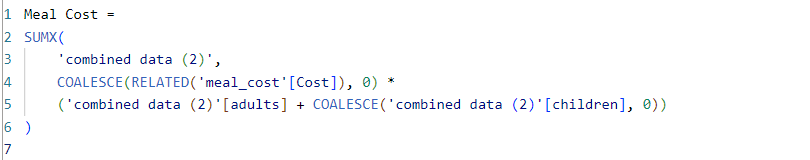 1 Meal Cost =
2 SUMX(
3 'combined data (2)',
4 COALESCE(RELATED('meal_cost'[Cost]), 0) *
5 ('combined data (2)'[adults] + COALESCE('combined data (2)'[children], 0))
6 )
7